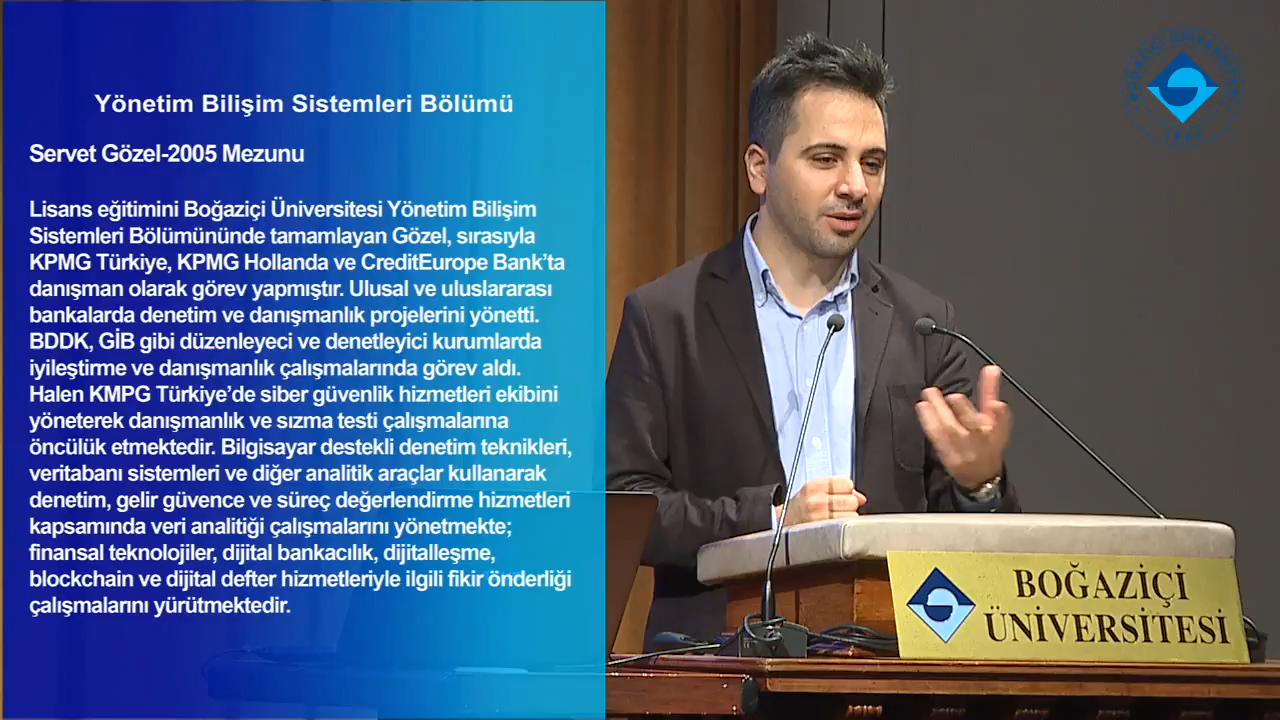 Yönetim Bilişim Sistemleri Bölümü
Servet Gözel-2005 Mezunu
Lisans eğitimini Boğaziçi Üniversitesi Yönetim Bilişim
Sistemleri Bölümününde tamamlayan Gözel, sırasıyla
KPMG Türkiye, KPMG Hollanda ve CreditEurope Bank’ta
danışman olarak görev yapmıştır. Ulusal ve uluslararası
bankalarda denetim ve danışmanlık projelerini yönetti.
BDDK, GİB gibi düzenleyeci ve denetleyici kurumlarda
iyileştirme ve danışmanlık çalışmalarında görev aldı.
Halen KMPG Türkiye’de siber güvenlik hizmetleri ekibini
yöneterek danışmanlık ve sızma testi çalışmalarına
öncülük etmektedir. Bilgisayar destekli denetim teknikleri,
veritabanı sistemleri ve diğer analitik araçlar kullanarak
denetim, gelir güvence ve süreç değerlendirme hizmetleri
kapsamında veri analitiği çalışmalarını yönetmekte;
finansal teknolojiler, dijital bankacılık, dijitalleşme,
blockchain ve dijital defter hizmetleriyle ilgili fikir önderliği
çalışmalarını yürütmektedir.
BOĞAZİÇİ ÜNİVERSİTESİ
BOĞAZİÇİ
ÜNİVERSİTESİ